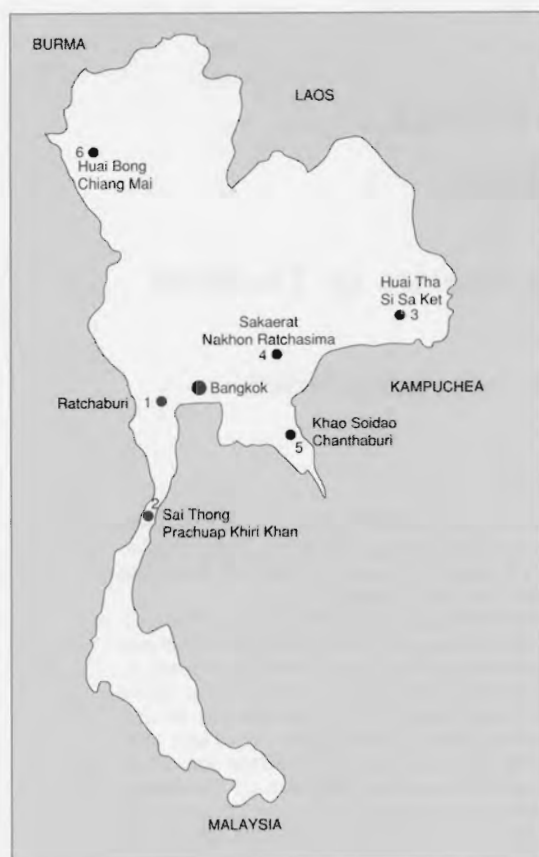 BURMA
LAOS
6
Huai Bong
Chiang Mai
Huai Tha
Si Sa Ket
3
Sakaerat
Nakhon Ratchasima
4
Bangkok
KAMPUCHEA
Ratchaburi 1
Khao Soidao
Chanthaburi
5
2
Sai Thong
Prachuap Khiri Khan
MALAYSIA